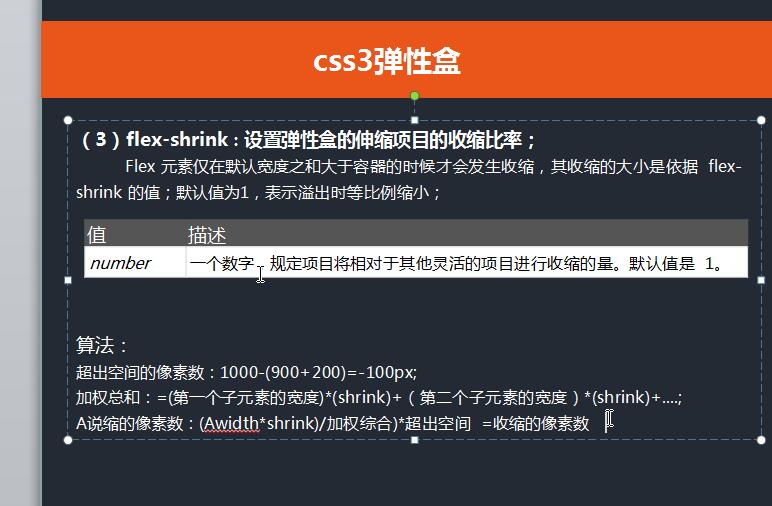 css3弹性盒
（3）flex-shrink：设置弹性盒的伸缩项目的收缩比率；
Flex 元素仅在默认宽度之和大于容器的时候才会发生收缩，其收缩的大小是依据 flex-
shrink 的值；默认值为1，表示溢出时等比例缩小；
值 描述
number 一个数字，规定项目将相对于其他灵活的项目进行收缩的量。默认值是 1。
算法：
超出空间的像素数：1000-(900+200)=-100px;
加权总和：=(第一个子元素的宽度)*(shrink)+（第二个子元素的宽度）*(shrink)+....;
A说缩的像素数：(Awidth*shrink)/加权综合)*超出空间 =收缩的像素数